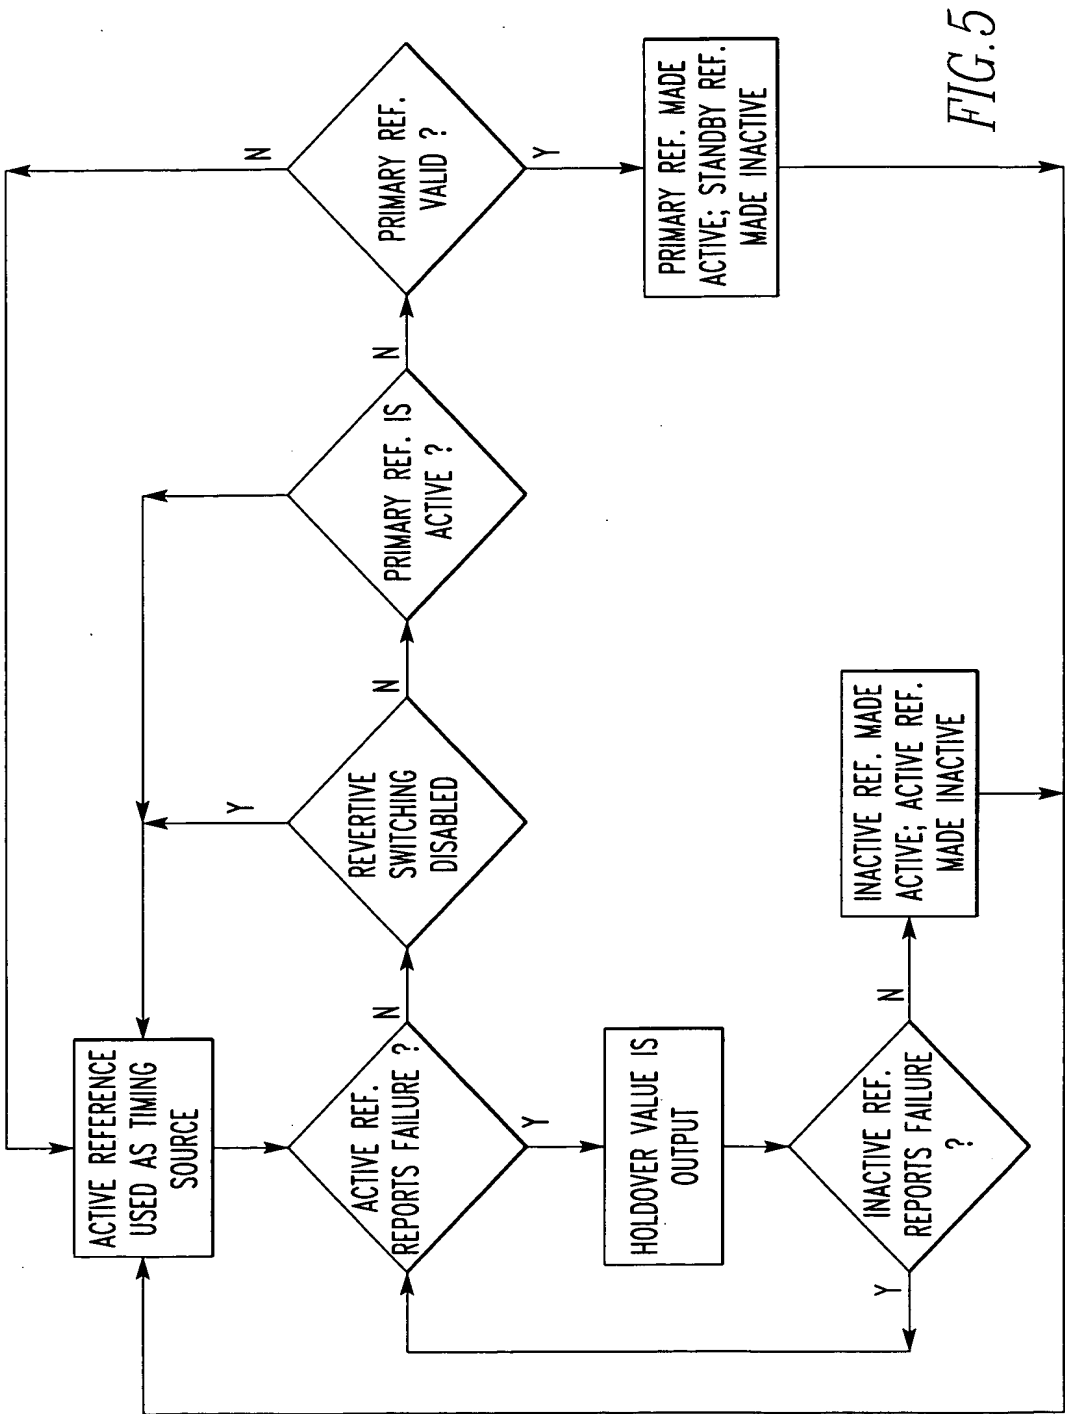 ACTIVE REFERENCE
USED AS TIMING
SOURCE
ACTIVE REF.
REPORTS FAILURE ?
N
Y
REVERTIVE
SWITCHING
DISABLED
Y
N
PRIMARY REF. IS
ACTIVE ?
N
PRIMARY REF.
VALID ?
N
Y
PRIMARY REF. MADE
ACTIVE; STANDBY REF.
MADE INACTIVE
HOLDOVER VALUE IS
OUTPUT
INACTIVE REF.
REPORTS FAILURE
?
Y
N
INACTIVE REF. MADE
ACTIVE; ACTIVE REF.
MADE INACTIVE
FIG.5